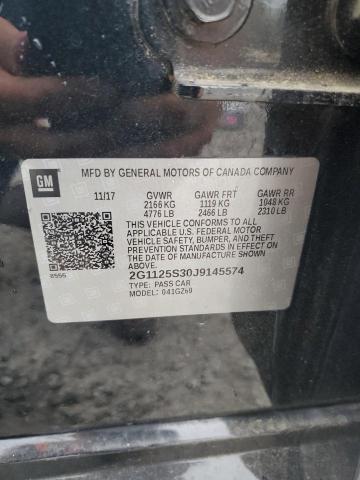 MFD BY GENERAL MOTORS OF CANADA COMPANY
GM
11/17 GVWR GAWR FRT GAWR RR
2166 KG 1119 KG 1048 KG
4776 LB 2466 LB 2310 LB
THIS VEHICLE CONFORMS TO ALL
APPLICABLE U.S. FEDERAL MOTOR
VEHICLE SAFETY, BUMPER, AND THEFT
PREVENTION STANDARDS IN EFFECT ON
THE DATE OF MANUFACTURE SHOWN
ABOVE.
2G1125S30J9145574
TYPE: PASS CAR
MODEL: 041GZ69